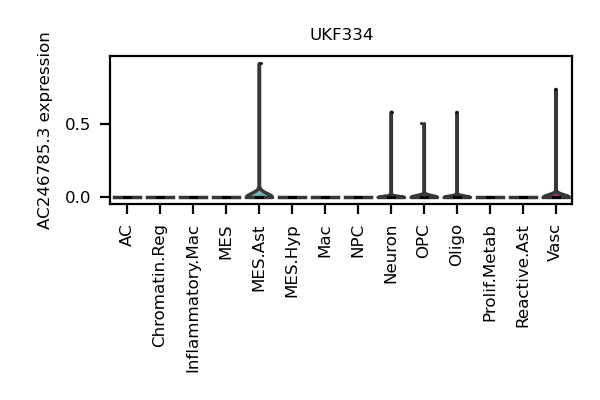 UKF334
AC246785.3 expression
0.5
0.0
AC
Chromatin.Reg
Inflammatory.Mac
MES
MES.Ast
MES.Hyp
Mac
NPC
Neuron
OPC
Oligo
Prolif.Metab
Reactive.Ast
Vasc